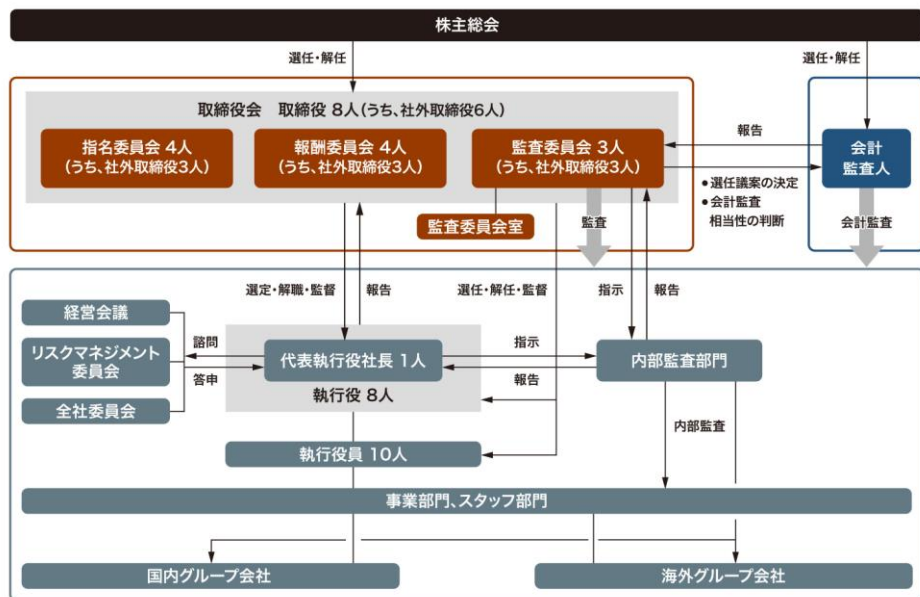 株主総会
選任・解任
選任・解任
取締役会 取締役 8人(うち、社外取締役6人)
指名委員会 4人
(うち、社外取締役3人)
報酬委員会 4人
(うち、社外取締役3人)
監査委員会 3人
(うち、社外取締役3人)
報告
会計
監査人
●選任議案の決定
●会計監査
相当性の判断
監査委員会室
監査
会計監査
選定・解職・監督
報告
選任・解任・監督
指示
報告
経営会議
リスクマネジメント
委員会
全社委員会
諮問
答申
代表執行役社長 1人
執行役 8人
指示
報告
内部監査部門
内部監査
執行役員 10人
事業部門、スタッフ部門
国内グループ会社
海外グループ会社